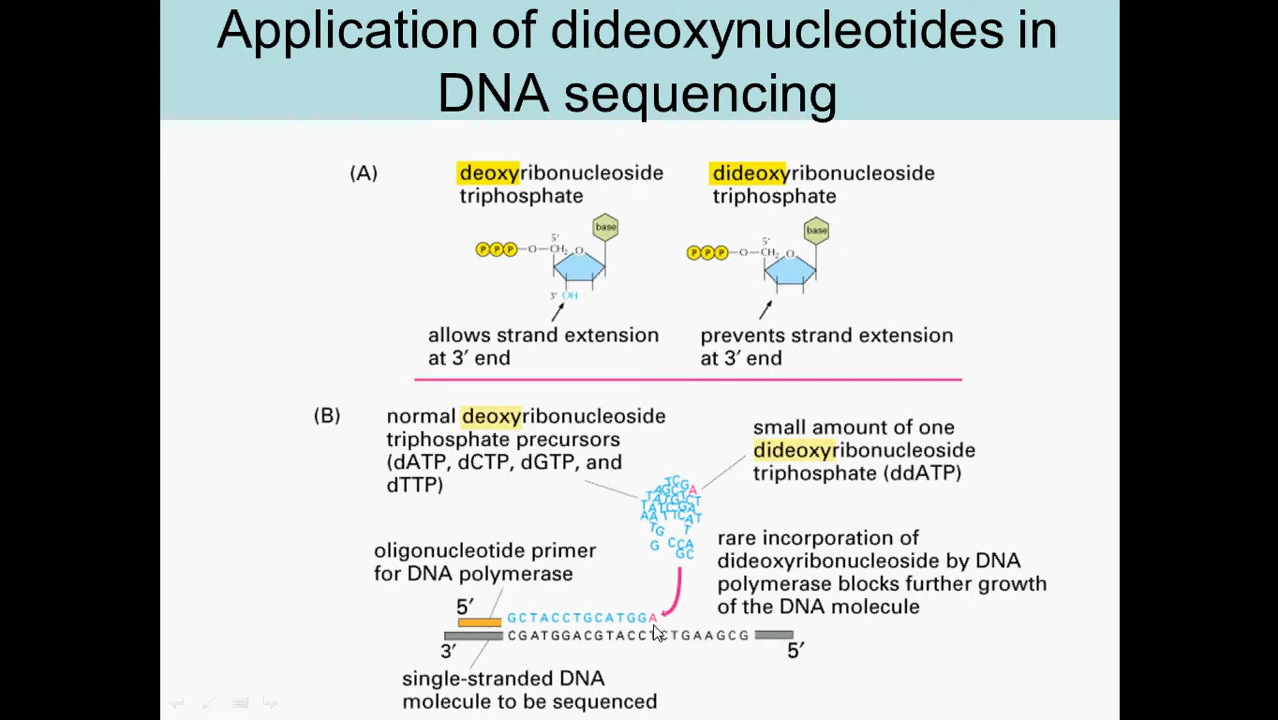 Application of dideoxynucleotides in
DNA sequencing
(A)
deoxyribonucleoside
triphosphate
dideoxyribonucleoside
triphosphate
base
P P P O CH2 O
5′
3′ OH
base
P P P O CH2 O
5′
allows strand extension
at 3′ end
prevents strand extension
at 3′ end
(B)
normal deoxyribonucleoside
triphosphate precursors
(dATP, dCTP, dGTP, and
dTTP)
small amount of one
dideoxyribonucleoside
triphosphate (ddATP)
rare incorporation of
dideoxyribonucleoside by DNA
polymerase blocks further growth
of the DNA molecule
oligonucleotide primer
for DNA polymerase
5′
GCTACCTGCATGGA
CGATGGACGTACCTCTGAAGCG
3′
5′
single-stranded DNA
molecule to be sequenced